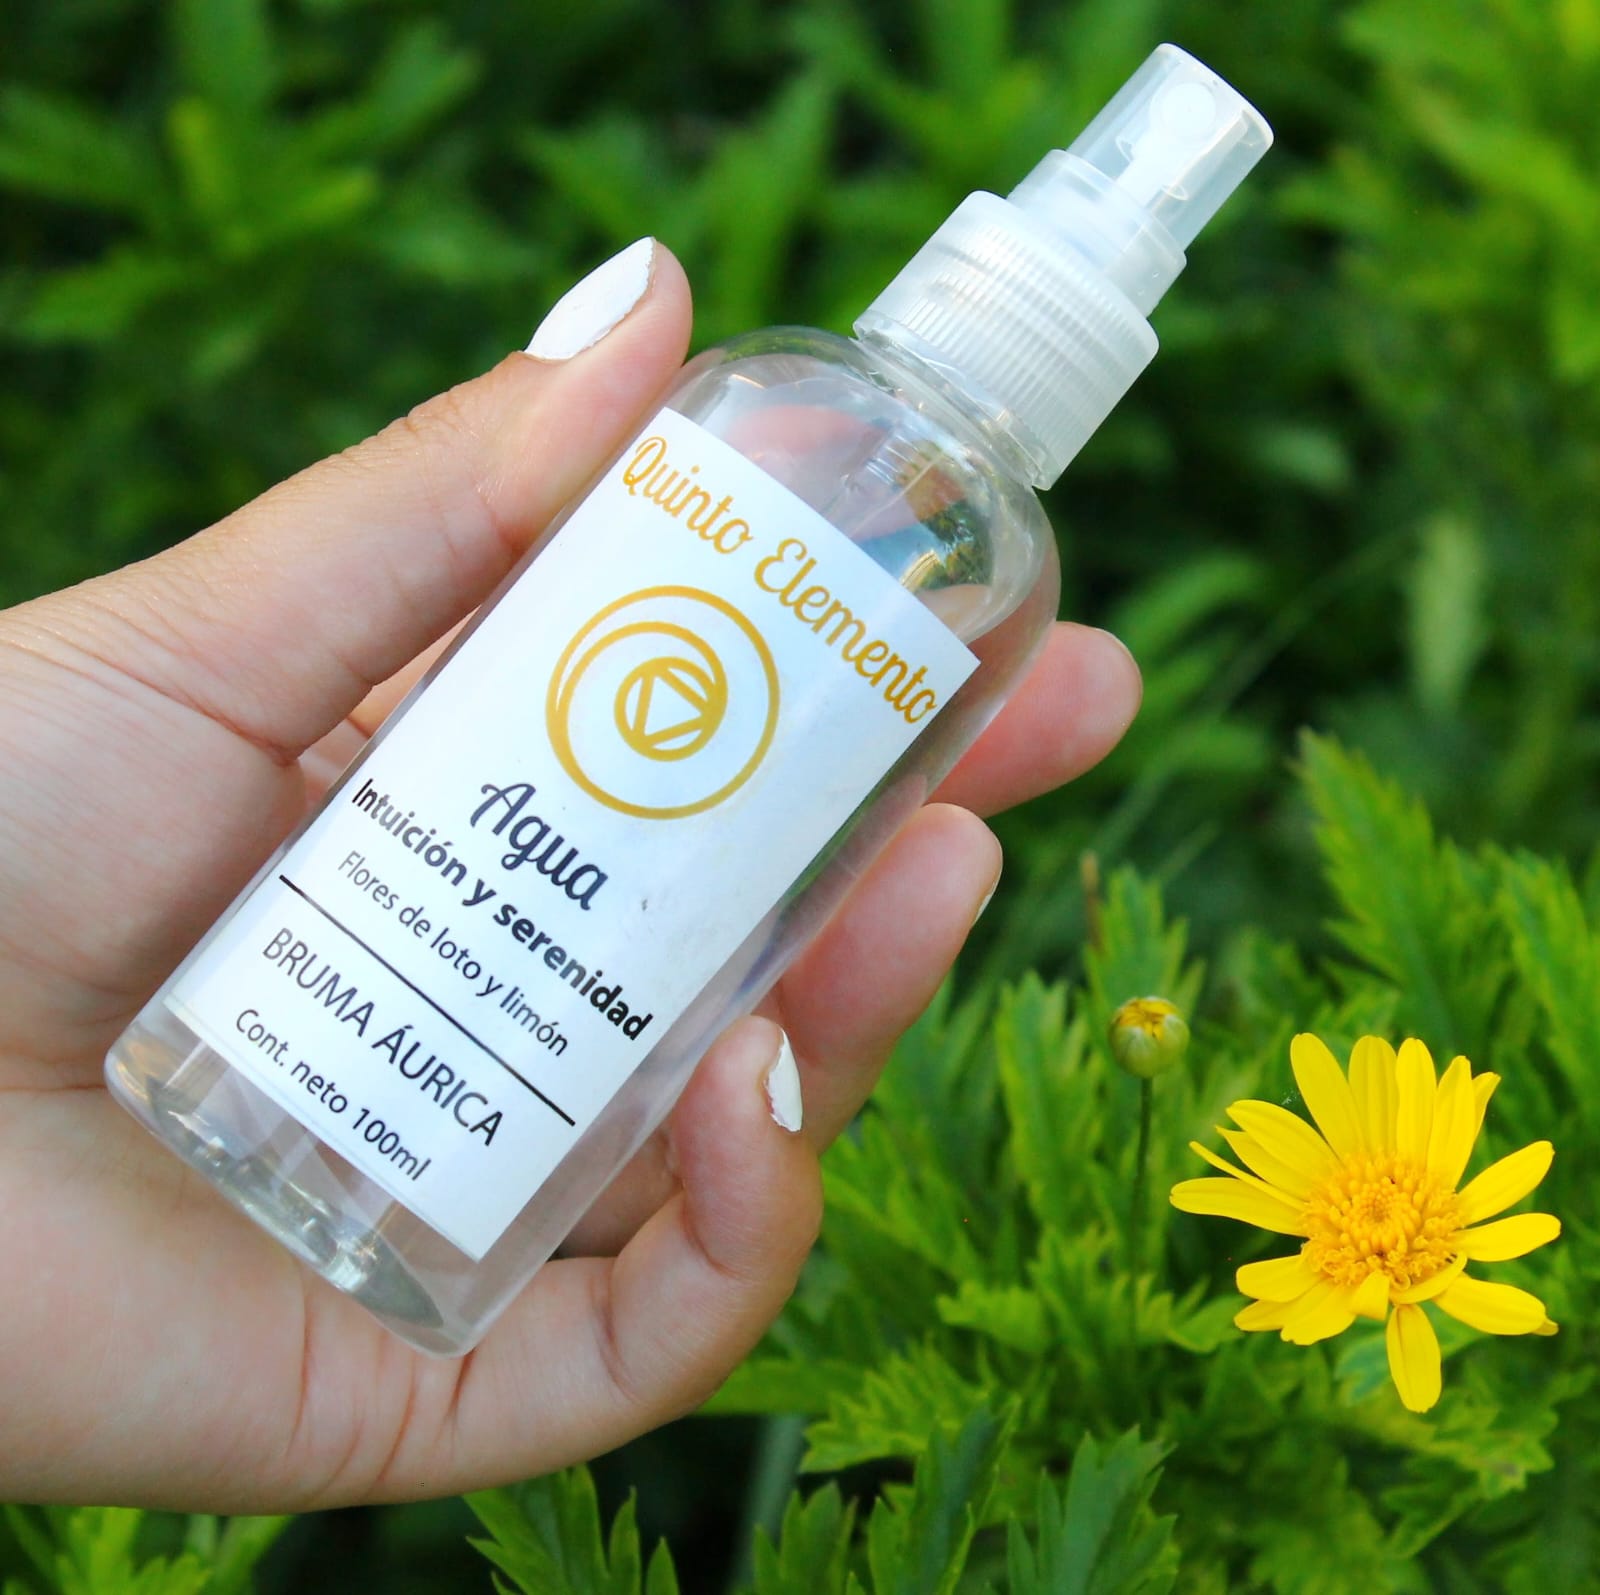 Quinto Elemento
Agua
Intuición y serenidad
Flores de loto y limón
BRUMA ÁURICA
Cont. neto 100ml